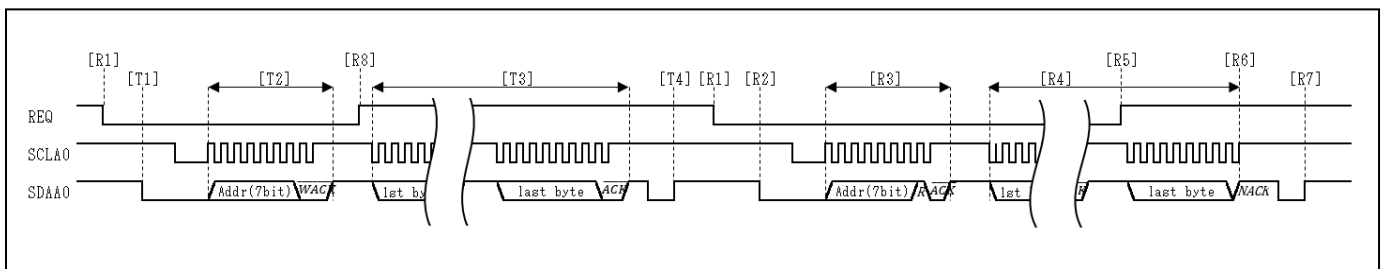 [R1] [T1] [T2] [R8] [T3] [T4] [R1] [R2] [R3] [R4] [R5] [R6] [R7]
REQ
SCLA0
SDAA0 Addr(7bit) WACK 1st by last byte ACK Addr(7bit) R ACK 1st K last byte NACK